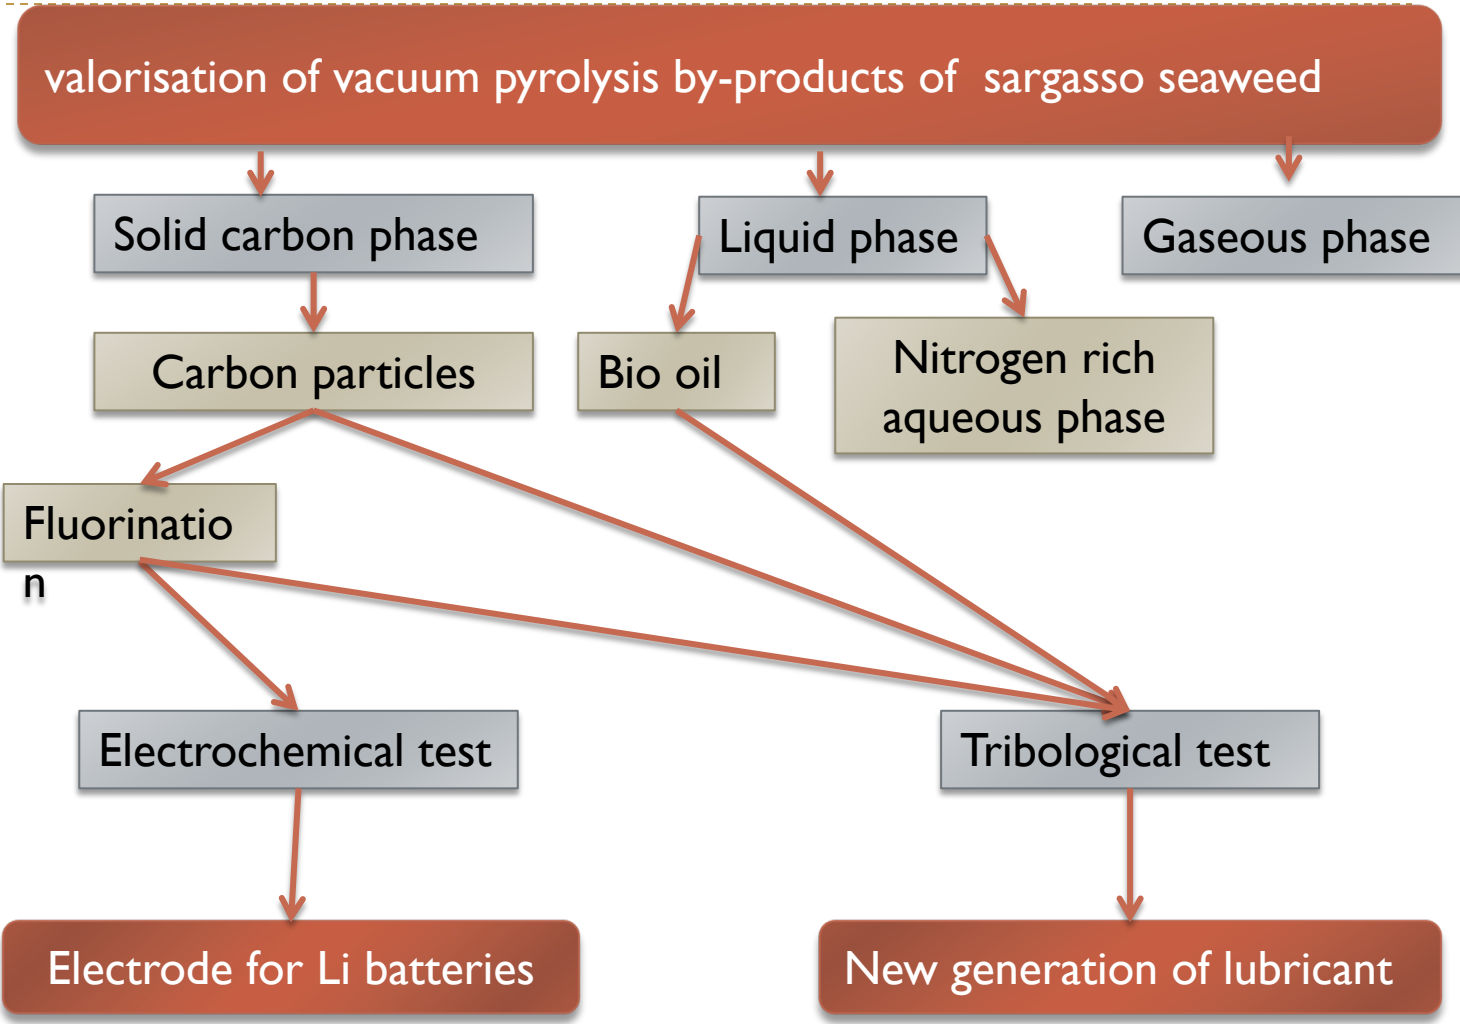 valorisation of vacuum pyrolysis by-products of sargasso seaweed
Solid carbon phase
Liquid phase
Gaseous phase
Carbon particles
Bio oil
Nitrogen rich
aqueous phase
Fluorinatio
n
Electrochemical test
Tribological test
Electrode for Li batteries
New generation of lubricant